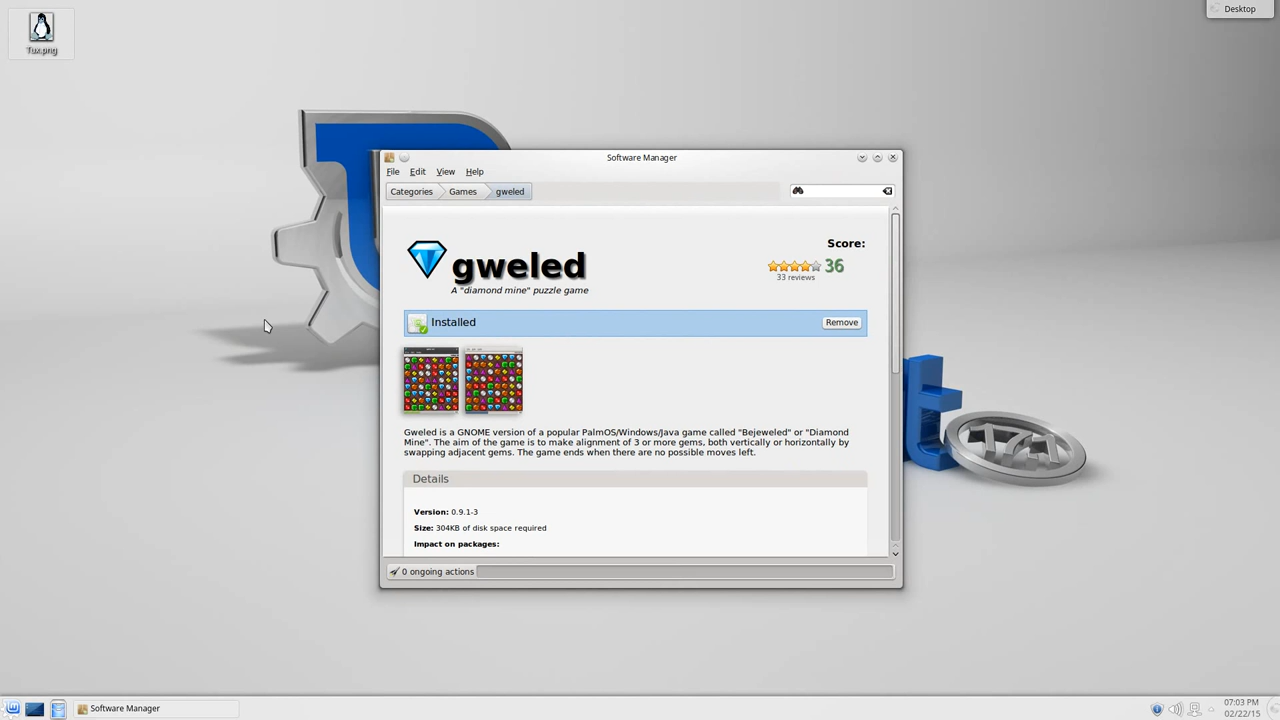 Desktop
Tux.png
Software Manager
File Edit View Help
Categories Games gweled
Score:
gweled
36
33 reviews
A "diamond mine" puzzle game
Installed
Remove
Gweled is a GNOME version of a popular PalmOS/Windows/Java game called "Bejeweled" or "Diamond
Mine". The aim of the game is to make alignment of 3 or more gems, both vertically or horizontally by
swapping adjacent gems. The game ends when there are no possible moves left.
t
17.1
Details
Version: 0.9.1-3
Size: 304KB of disk space required
Impact on packages:
0 ongoing actions
Software Manager
07:03 PM
02/22/15